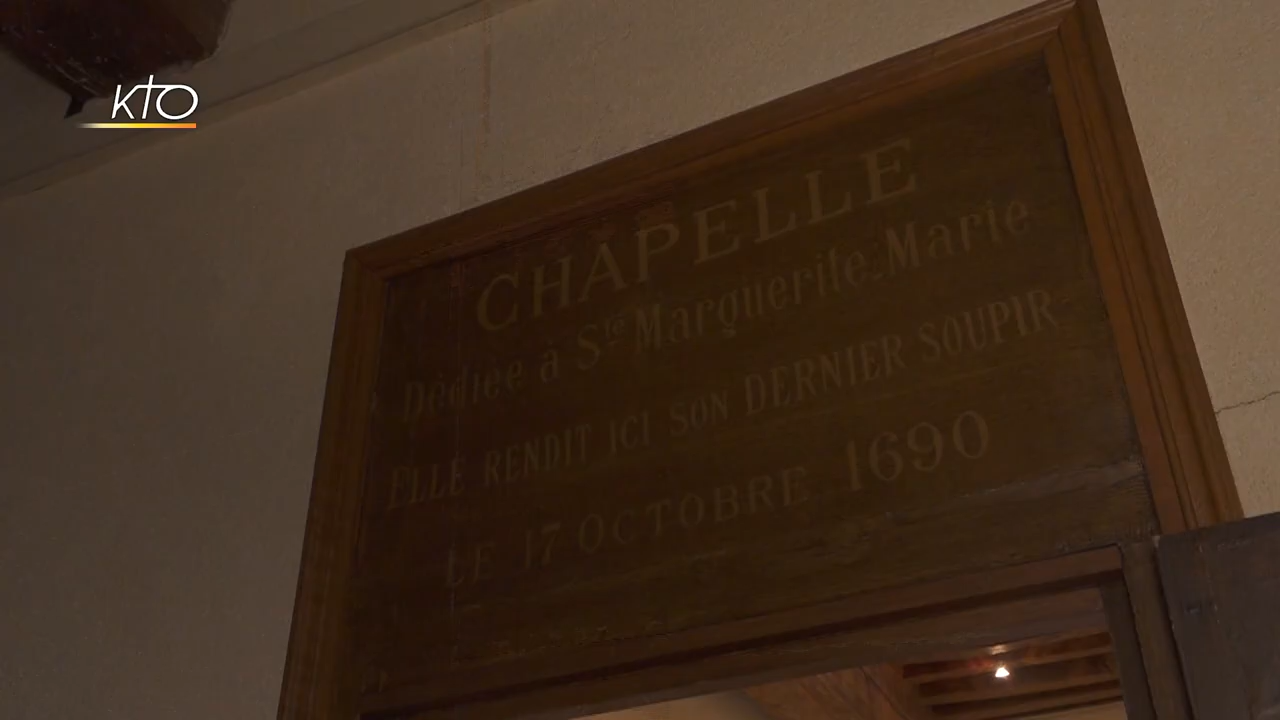 KTO
CHAPELLE
Dédiée à Ste Marguerite-Marie
ELLE RENDIT ICI SON DERNIER SOUPIR
LE 17 OCTOBRE 1690